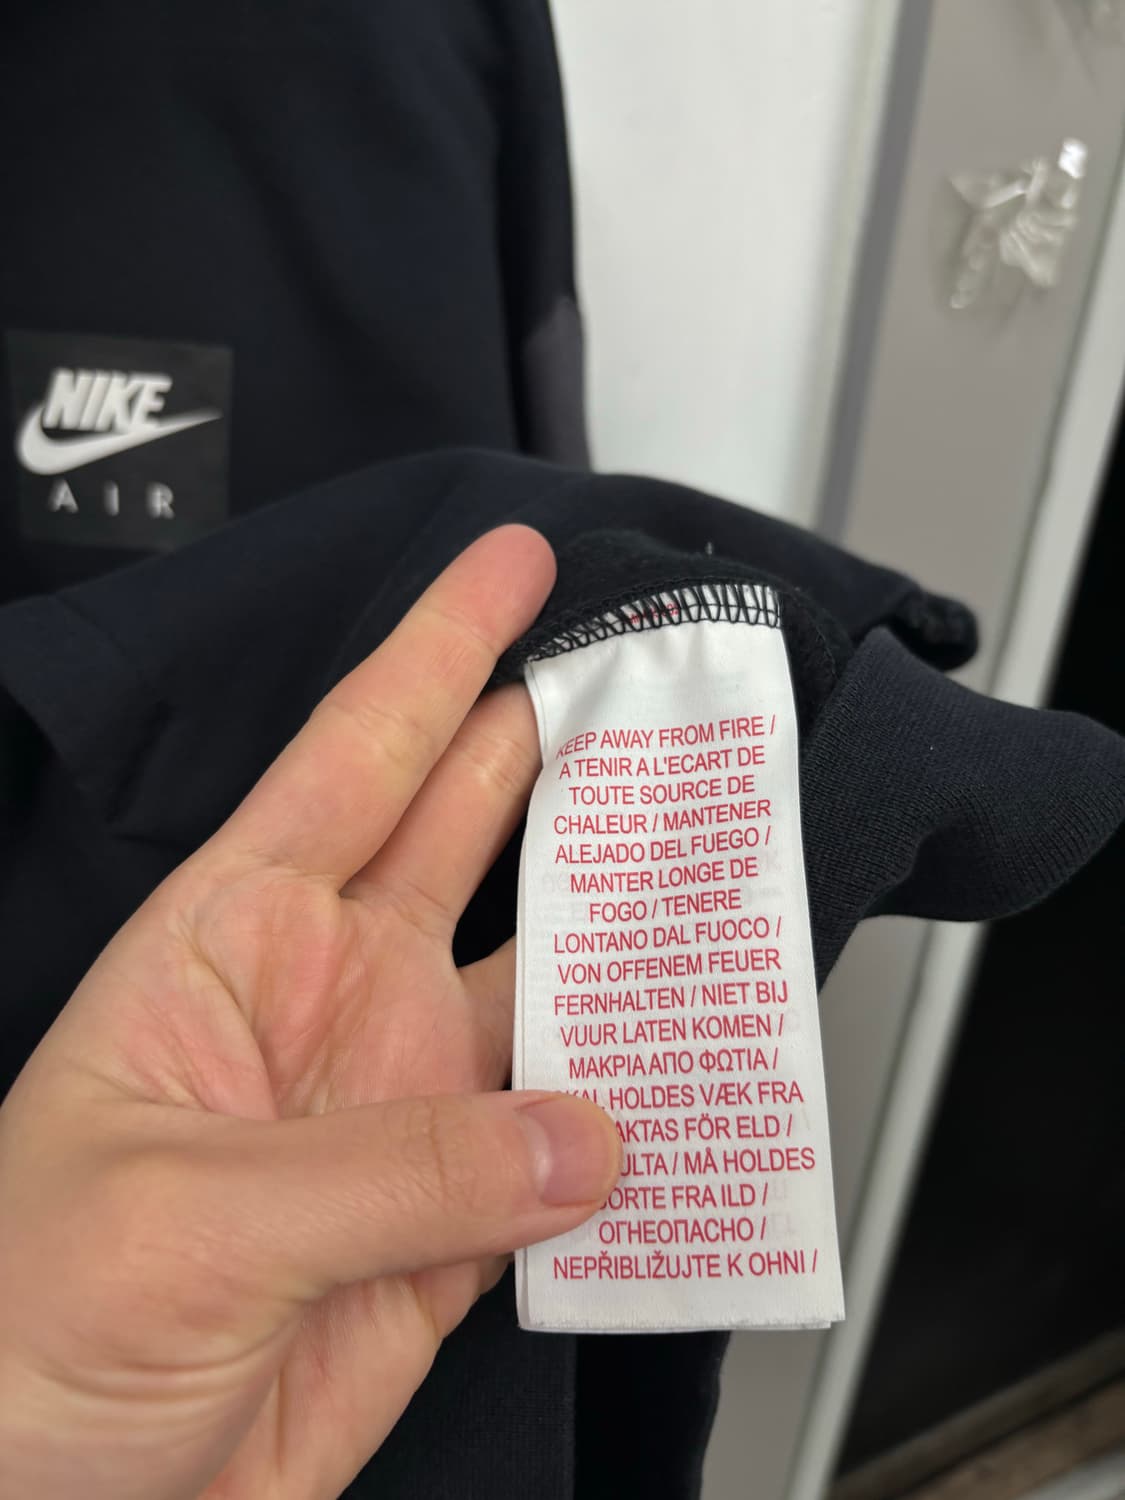 NIKE
AIR
KEEP AWAY FROM FIRE /
A TENIR A L'ECART DE
TOUTE SOURCE DE
CHALEUR / MANTENER
ALEJADO DEL FUEGO /
MANTER LONGE DE
FOGO / TENERE
LONTANO DAL FUOCO /
VON OFFENEM FEUER
FERNHALTEN / NIET BIJ
VUUR LATEN KOMEN /
ΜΑΚΡΙΑ ΑΠΟ ΦΩΤΙΑ /
HOLDES VÆK FRA
FÖR ELD /
/ MÅ HOLDES
FRA ILD /
ОГНЕОПАСНО /
NEPŘIBLIŽUJTE K OHNI /